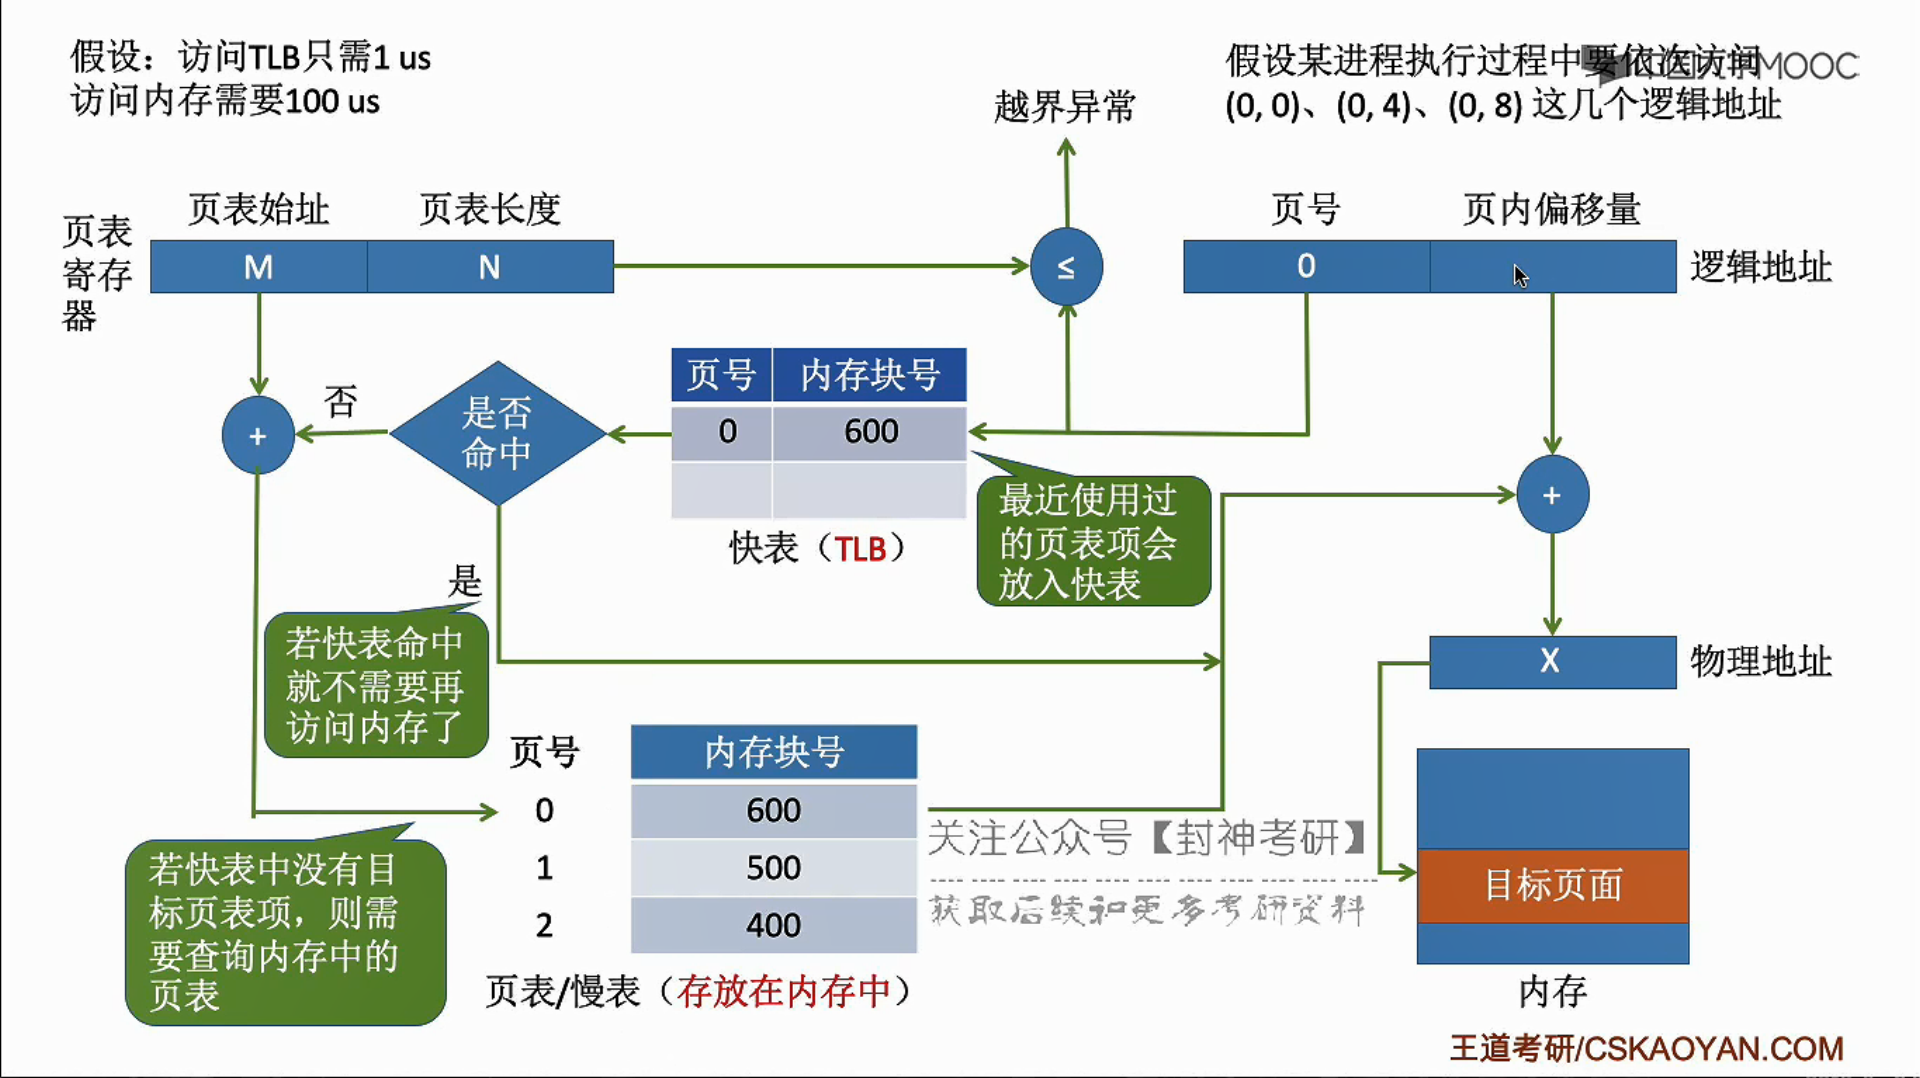 假设：访问TLB只需1 us
访问内存需要100 us
假设某进程执行过程中要依次访问
(0, 0)、(0, 4)、(0, 8) 这几个逻辑地址
MOOC
越界异常
页表始址
页表长度
页号
页内偏移量
页表
寄存
器
M
N
≤
0
逻辑地址
页号
内存块号
0
600
快表（TLB）
是否
命中
否
+
是
最近使用过
的页表项会
放入快表
+
若快表命中
就不需要再
访问内存了
X
物理地址
页号
内存块号
0
600
1
500
2
400
页表/慢表（存放在内存中）
若快表中没有目
标页表项，则需
要查询内存中的
页表
关注公众号【封神考研】
获取后续和更多考研资料
目标页面
内存
王道考研/CSKAOYAN.COM